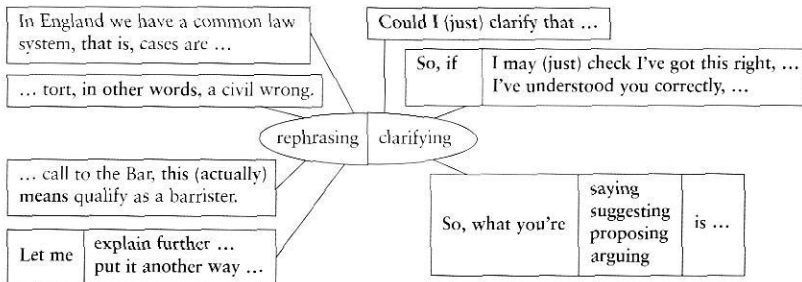 In England we have a common law
system, that is, cases are …
… tort, in other words, a civil wrong.
rephrasing
… call to the Bar, this (actually)
means qualify as a barrister.
Let me
explain further …
put it another way …
Could I (just) clarify that …
So, if
I may (just) check I've got this right, …
I've understood you correctly, …
clarifying
So, what you're
saying
suggesting
proposing
arguing
is …